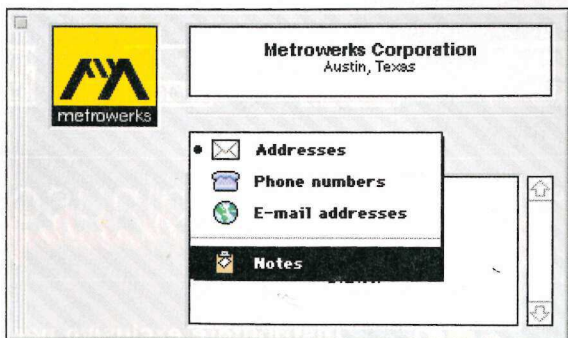 metrowerks
Metrowerks Corporation
Austin, Texas
Addresses
Phone numbers
E-mail addresses
Notes